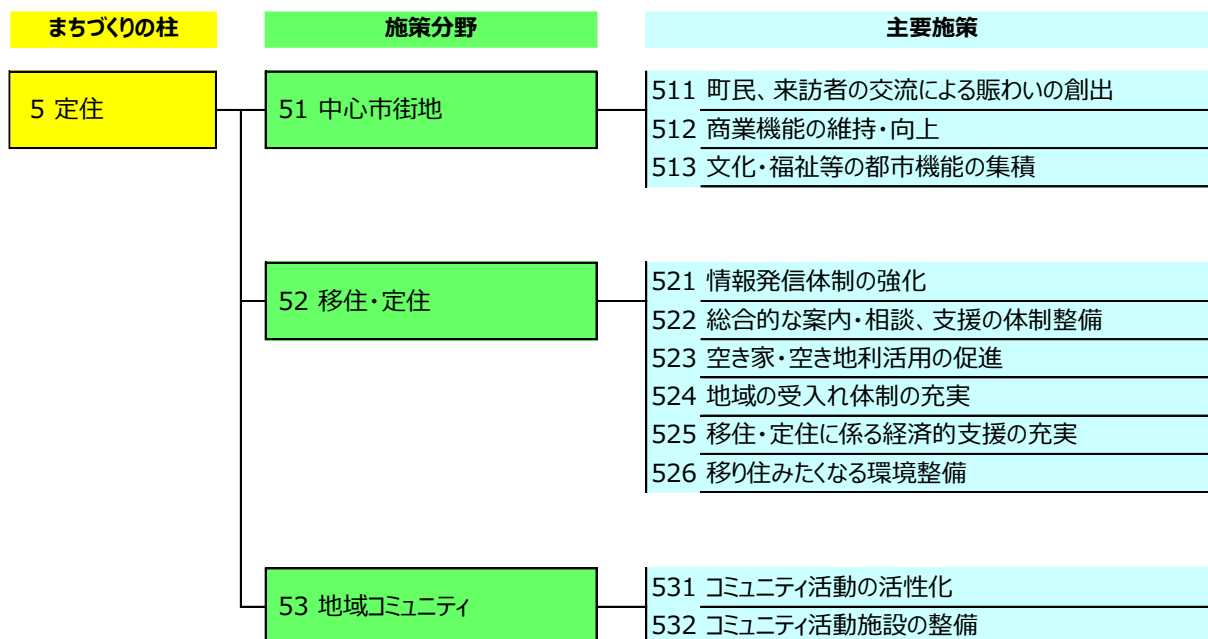 まちづくりの柱
施策分野
主要施策
5 定住
51 中心市街地
511 町民、来訪者の交流による賑わいの創出
512 商業機能の維持・向上
513 文化・福祉等の都市機能の集積
52 移住・定住
521 情報発信体制の強化
522 総合的な案内・相談、支援の体制整備
523 空き家・空き地利活用の促進
524 地域の受入れ体制の充実
525 移住・定住に係る経済的支援の充実
526 移り住みたくなる環境整備
53 地域コミュニティ
531 コミュニティ活動の活性化
532 コミュニティ活動施設の整備